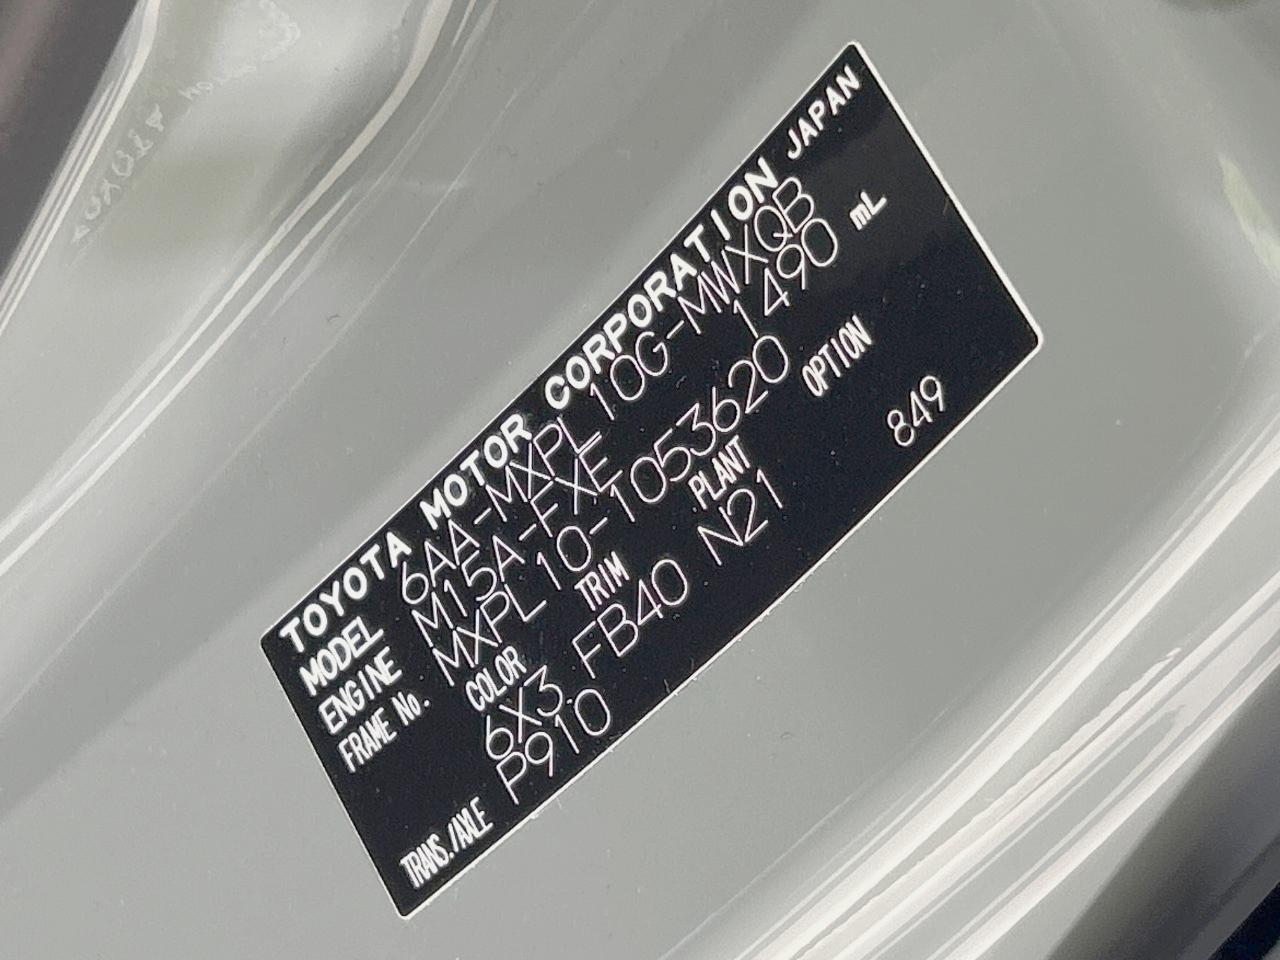 TOYOTA MOTOR CORPORATION JAPAN
MODEL 6AA-MXPL10G-MWXQB
ENGINE M15A-FXE 1490 mL
FRAME No. MXPL10-1053620
COLOR TRIM PLANT OPTION
6X3 FB40 N21 849
TRANS./AXLE P910